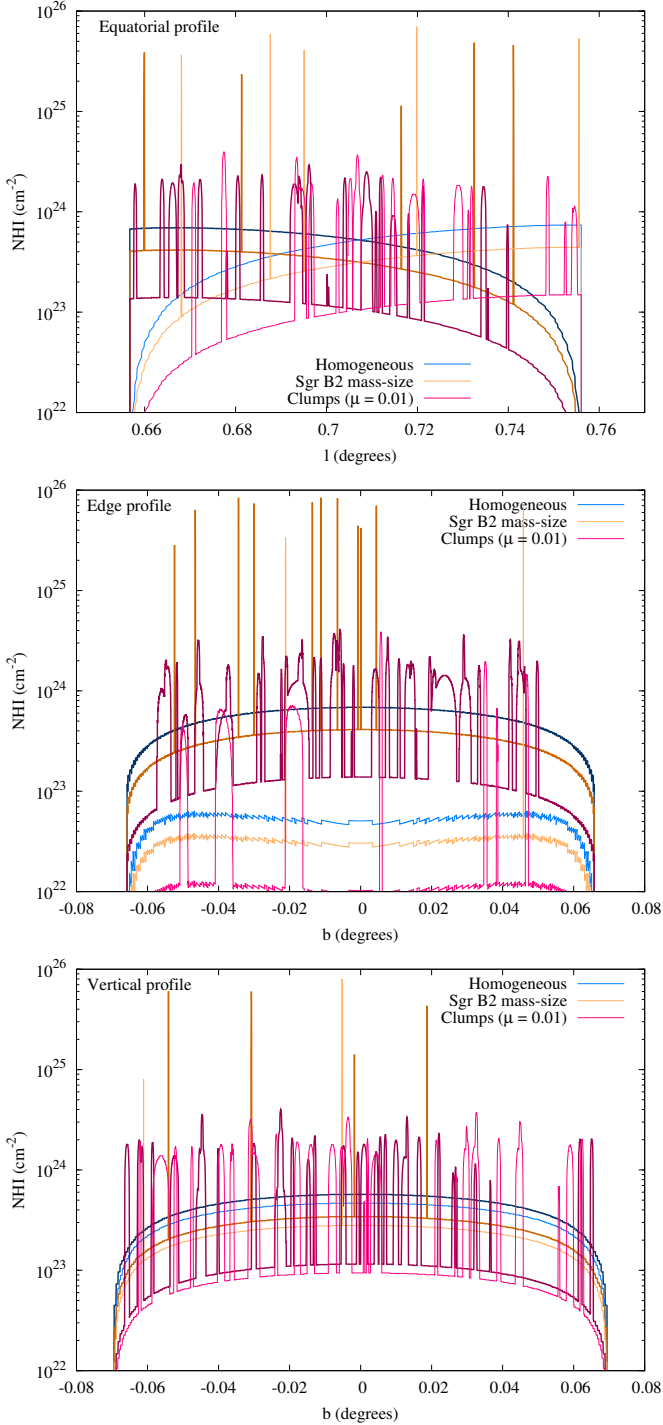 Equatorial profile
10^26
10^25
10^24
10^23
10^22
NHI (cm^-2)
Homogeneous
Sgr B2 mass-size
Clumps (μ = 0.01)
0.66 0.68 0.7 0.72 0.74 0.76
l (degrees)
Edge profile
Homogeneous
Sgr B2 mass-size
Clumps (μ = 0.01)
10^26
10^25
10^24
10^23
10^22
NHI (cm^-2)
-0.08 -0.06 -0.04 -0.02 0 0.02 0.04 0.06 0.08
b (degrees)
Vertical profile
Homogeneous
Sgr B2 mass-size
Clumps (μ = 0.01)
10^26
10^25
10^24
10^23
10^22
NHI (cm^-2)
-0.08 -0.06 -0.04 -0.02 0 0.02 0.04 0.06 0.08
b (degrees)